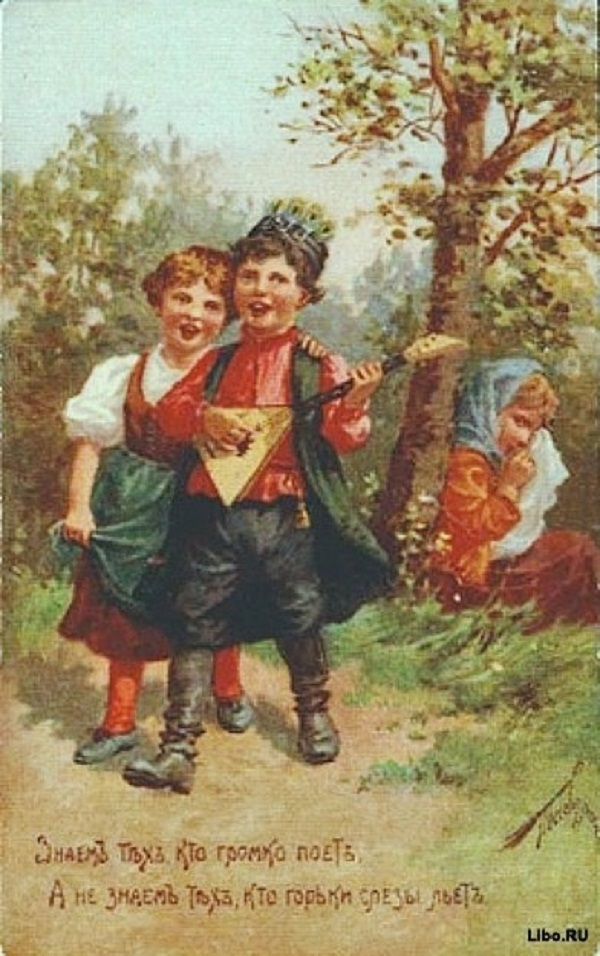 Знаемъ тѣхъ, кто громко поетъ,
А не знаемъ тѣхъ, кто горьки слезы льетъ
Libo.RU